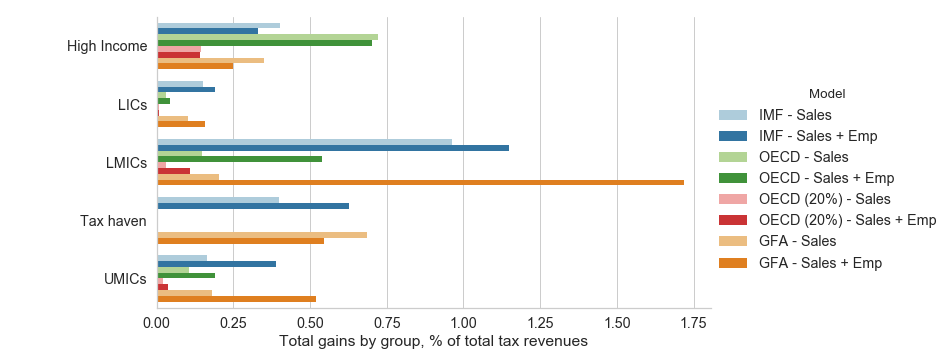 High Income
LICs
LMICs
Tax haven
UMICs
0.00 0.25 0.50 0.75 1.00 1.25 1.50 1.75
Total gains by group, % of total tax revenues
Model
IMF - Sales
IMF - Sales + Emp
OECD - Sales
OECD - Sales + Emp
OECD (20%) - Sales
OECD (20%) - Sales + Emp
GFA - Sales
GFA - Sales + Emp